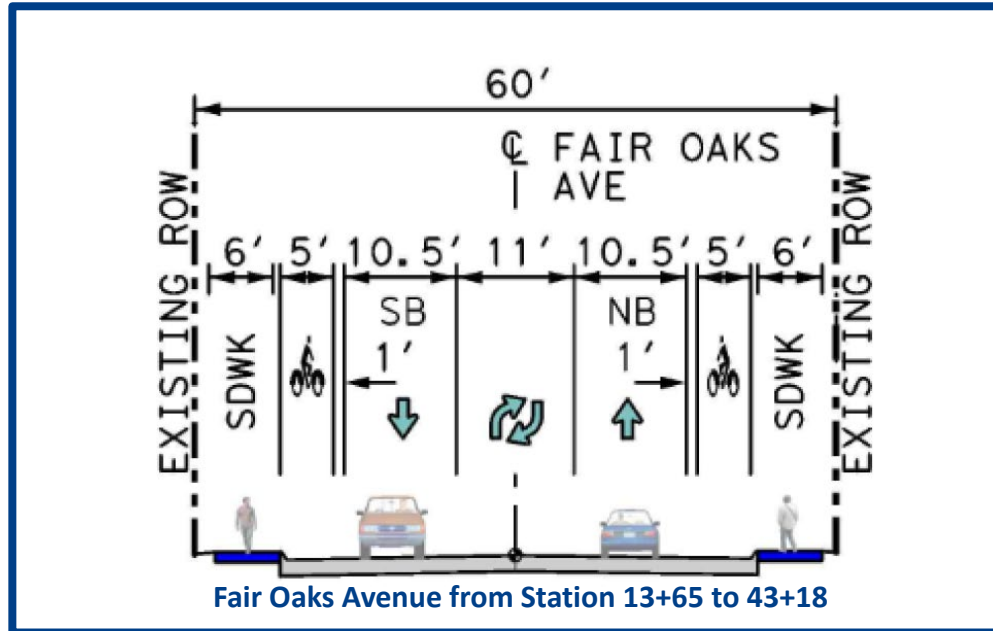 60′
℄ FAIR OAKS
AVE
EXISTING ROW
6′ 5′ 10.5′ 11′ 10.5′ 5′ 6′
EXISTING ROW
SDWK
SB
1′
NB
1′
SDWK
Fair Oaks Avenue from Station 13+65 to 43+18